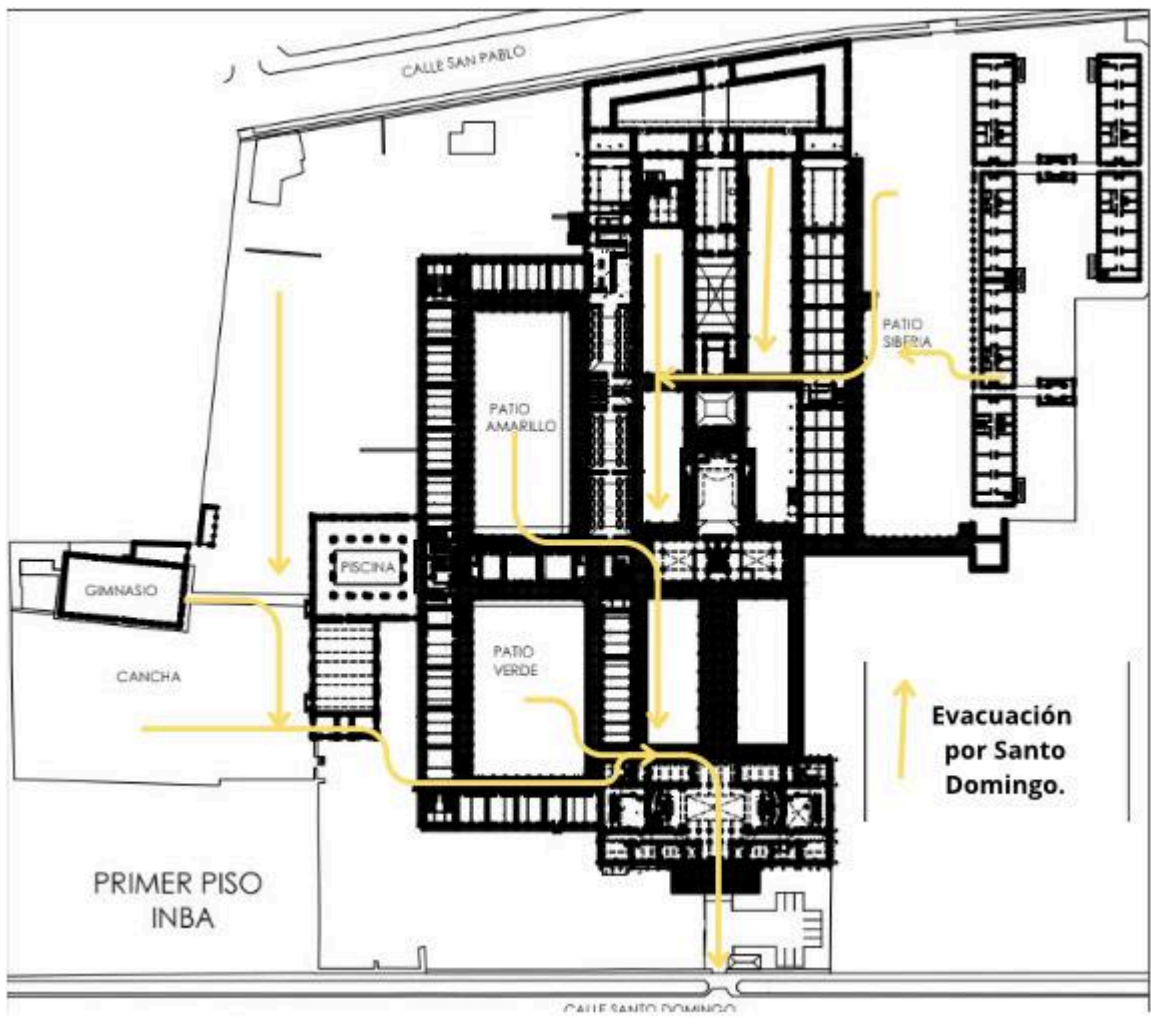 CALLE SAN PABLO
PATIO
SIBERIA
PATIO
AMARILLO
PISCINA
GIMNASIO
PATIO
VERDE
CANCHA
Evacuación
por Santo
Domingo.
PRIMER PISO
INBA
CALLE SANTO DOMINGO